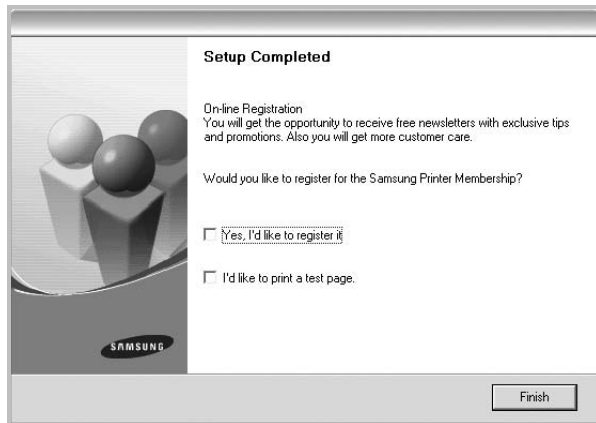 Setup Completed
On-line Registration
You will get the opportunity to receive free newsletters with exclusive tips
and promotions. Also you will get more customer care.
Would you like to register for the Samsung Printer Membership?
Yes, I'd like to register it
I'd like to print a test page.
SAMSUNG
Finish